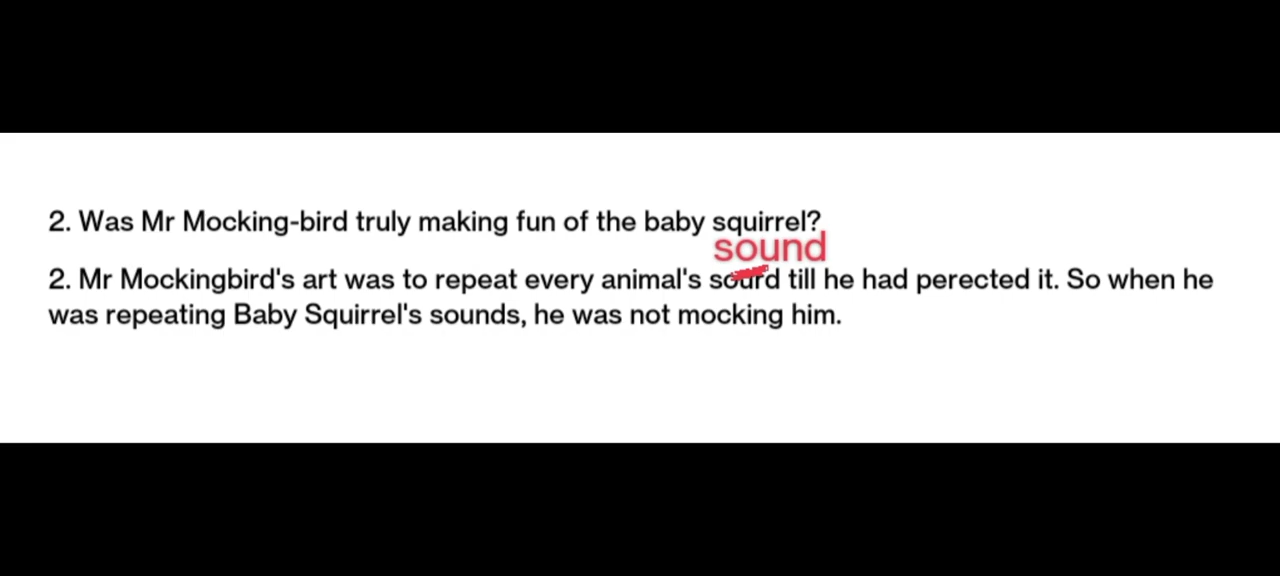 2. Was Mr Mocking-bird truly making fun of the baby squirrel?
sound
2. Mr Mockingbird's art was to repeat every animal's sourd till he had perected it. So when he
was repeating Baby Squirrel's sounds, he was not mocking him.